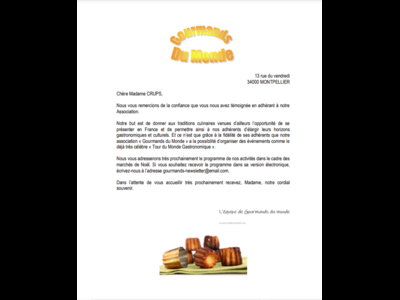 Gourmands
Du Monde
13 rue du vendredi
34000 MONTPELLIER
Chère Madame CRUPS,
Nous vous remercions de la confiance que vous nous avez témoignée en adhérent à notre
Association.
Notre but est de donner aux traditions culinaires venues d'ailleurs l'opportunité de se
présenter en France et de permettre ainsi à nos adhérents d'élargir leurs horizons
gastronomiques et culturels. Et ce n'est que grâce à la fidélité de ses adhérents que notre
association « Gourmands du Monde » a la possibilité d'organiser des événements comme le
déjà très célèbre « Tour du Monde Gastronomique ».
Nous vous adresserons très prochainement le programme de nos activités dans le cadre des
marchés de Noël. Si vous souhaitez recevoir le programme dans sa version électronique,
écrivez-nous à l'adresse gourmands-newsletter@email.com.
Dans l'attente de vous accueillir très prochainement recevez, Madame, notre cordial
souvenir
L'équipe de Gourmands du monde